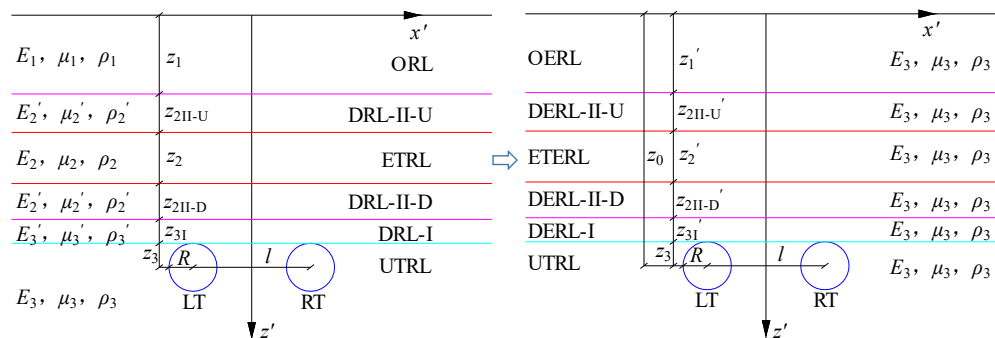 x′
E₁, μ₁, ρ₁ z₁ ORL
E₂′, μ₂′, ρ₂′ z₂II-U DRL-II-U
E₂, μ₂, ρ₂ z₂ ETRL
E₂′, μ₂′, ρ₂′ z₂II-D DRL-II-D
E₃′, μ₃′, ρ₃′ z₃I DRL-I
z₃ R l UTRL
E₃, μ₃, ρ₃ LT RT
z′
x′
OERL z₁′ E₃, μ₃, ρ₃
DERL-II-U z₂II-U′ E₃, μ₃, ρ₃
ETERL z₀ z₂′ E₃, μ₃, ρ₃
DERL-II-D z₂II-D′ E₃, μ₃, ρ₃
DERL-I z₃I′ E₃, μ₃, ρ₃
UTRL z₃ R l E₃, μ₃, ρ₃
LT RT
z′